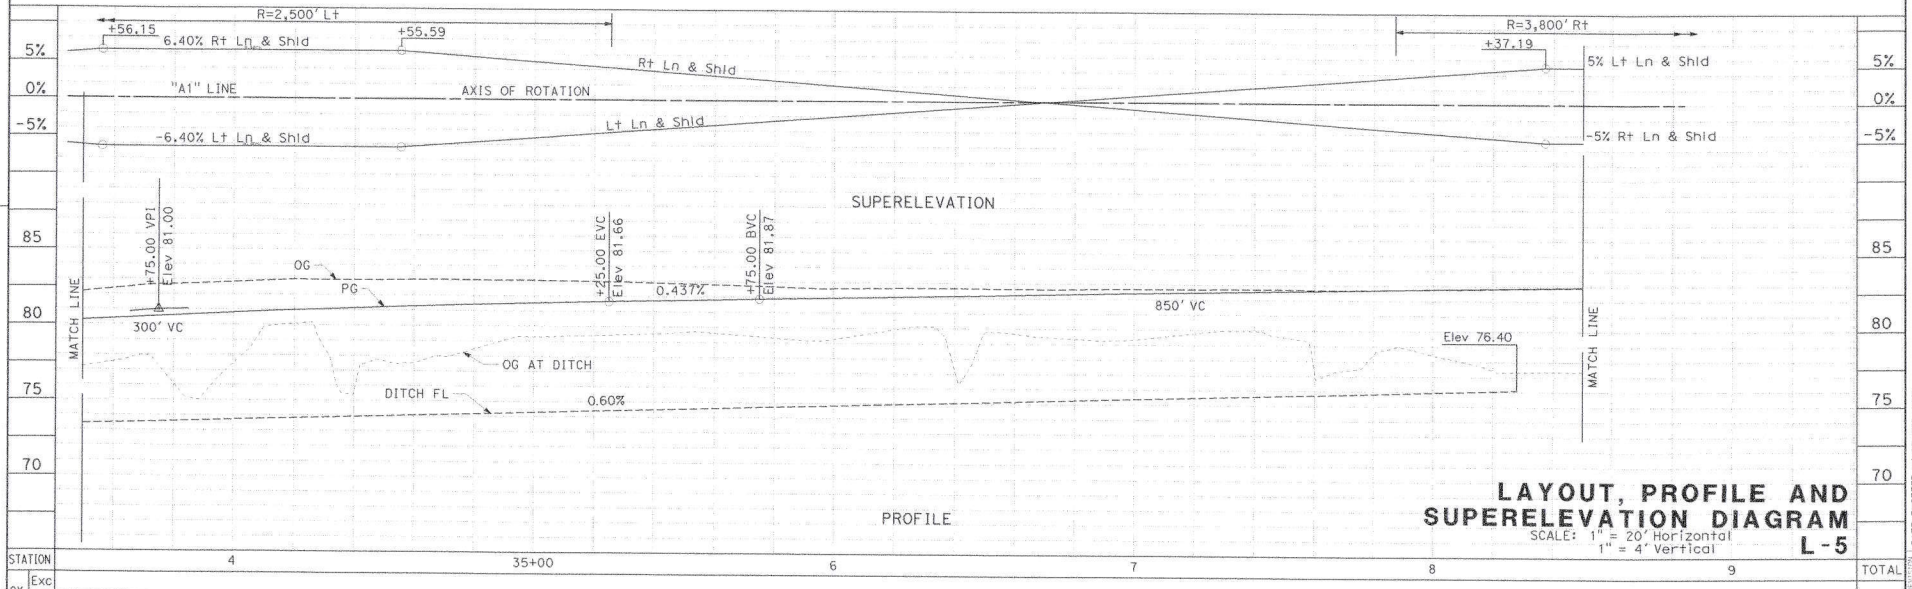 R=2,500' Lt
R=3,800' Rt
+56.15
+55.59
+37.19
6.40% Rt Ln & Shld
5%
Rt Ln & Shld
5% Lt Ln & Shld
5%
"A1" LINE
AXIS OF ROTATION
0%
0%
-5%
Lt Ln & Shld
-6.40% Lt Ln & Shld
-5% Rt Ln & Shld
-5%
SUPERELEVATION
+75.00 VPI
Elev 81.00
+25.00 EVC
Elev 81.66
+75.00 BVC
Elev 81.87
85
85
OG
PG
0.437%
850' VC
MATCH LINE
80
300' VC
80
Elev 76.40
MATCH LINE
OG AT DITCH
75
DITCH FL
0.60%
75
70
70
LAYOUT, PROFILE AND
SUPERELEVATION DIAGRAM
PROFILE
SCALE: 1" = 20' Horizontal
1" = 4' Vertical
L-5
STATION
4
35+00
6
7
8
9
TOTAL
Exc